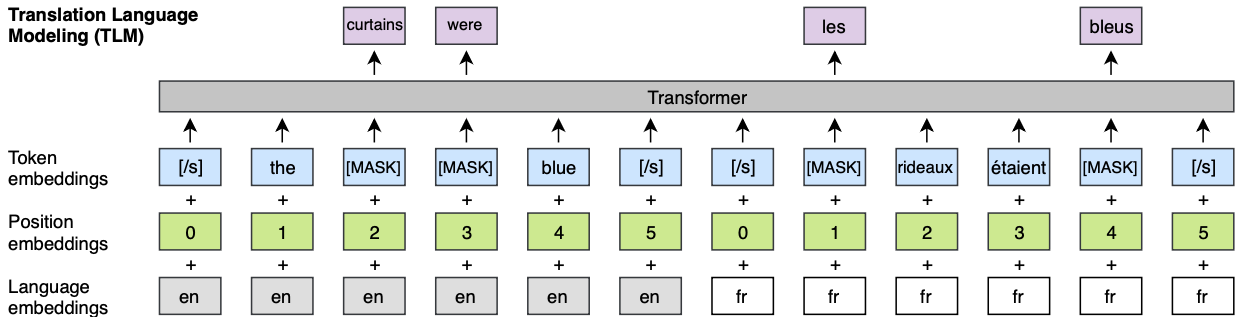 Translation Language
Modeling (TLM)
curtains were les bleus
Transformer
Token
embeddings
[/s] the [MASK] [MASK] blue [/s] [/s] [MASK] rideaux étaient [MASK] [/s]
+ + + + + + + + + + + +
Position
embeddings
0 1 2 3 4 5 0 1 2 3 4 5
+ + + + + + + + + + + +
Language
embeddings
en en en en en en fr fr fr fr fr fr